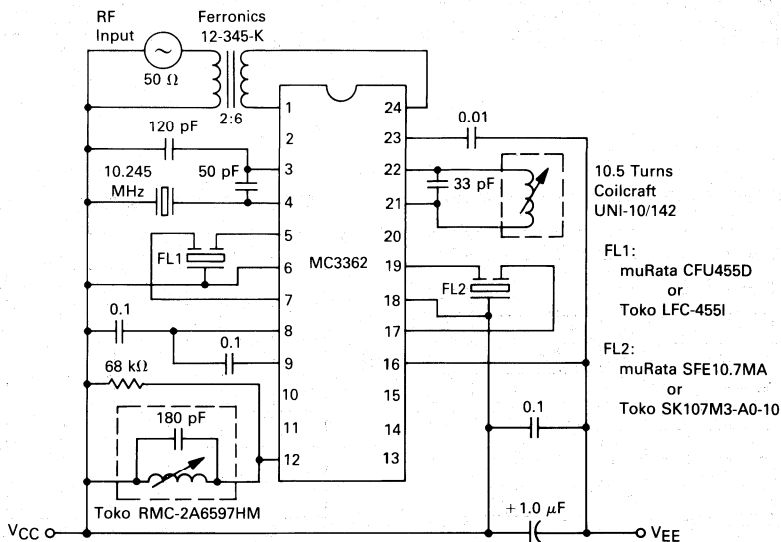 RF
Input
Ferronics
12-345-K
50 Ω
2:6
120 pF
50 pF
10.245
MHz
FL1
0.1
0.1
68 kΩ
180 pF
Toko RMC-2A6597HM
1
2
3
4
5
6
7
8
9
10
11
12
MC3362
24
23
22
21
20
19
18
17
16
15
14
13
0.01
33 pF
10.5 Turns
Coilcraft
UNI-10/142
FL2
FL1:
muRata CFU455D
or
Toko LFC-455I
FL2:
muRata SFE10.7MA
or
Toko SK107M3-A0-10
0.1
+1.0 μF
VCC
VEE